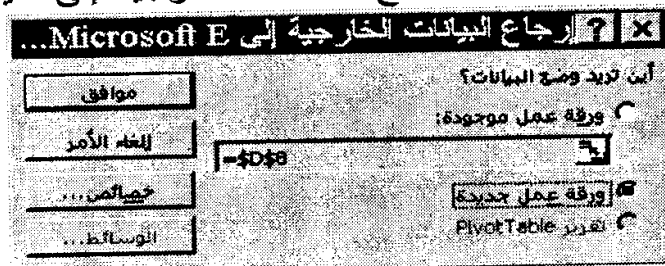 إرجاع البيانات الخارجية إلى Microsoft E...
أين تريد وضع البيانات؟
ورقة عمل موجودة:
=$D$8
ورقة عمل جديدة
تقرير PivotTable
موافق
إلغاء الأمر
خصائص...
الوسائط...